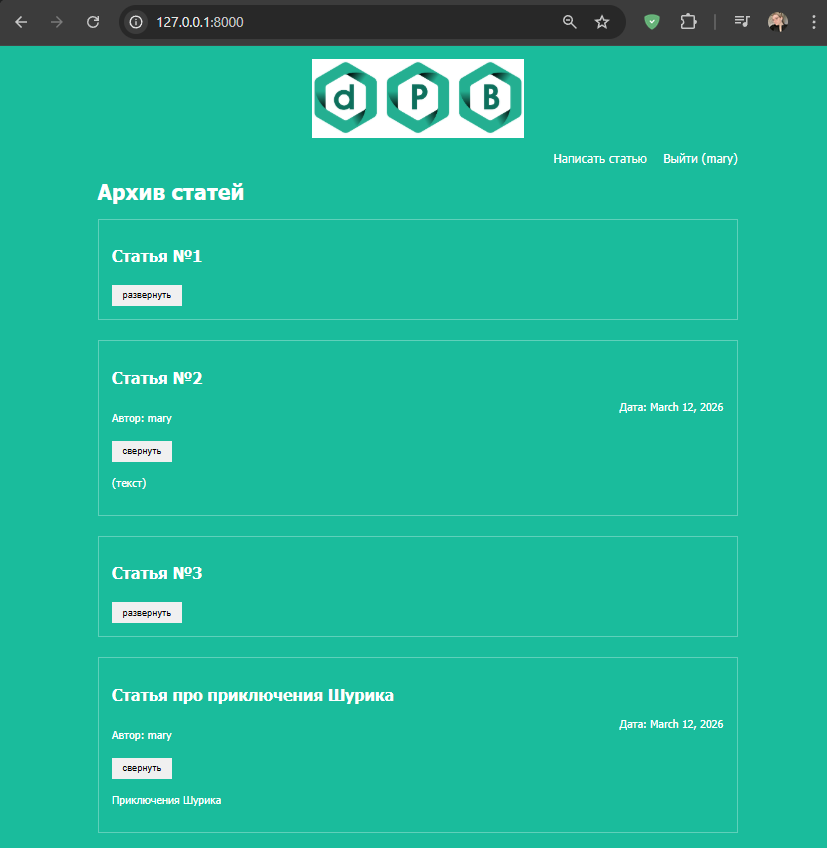 127.0.0.1:8000
d P B
Написать статью Выйти (mary)
Архив статей
Статья №1
развернуть
Статья №2
Дата: March 12, 2026
Автор: mary
свернуть
(текст)
Статья №3
развернуть
Статья про приключения Шурика
Дата: March 12, 2026
Автор: mary
свернуть
Приключения Шурика